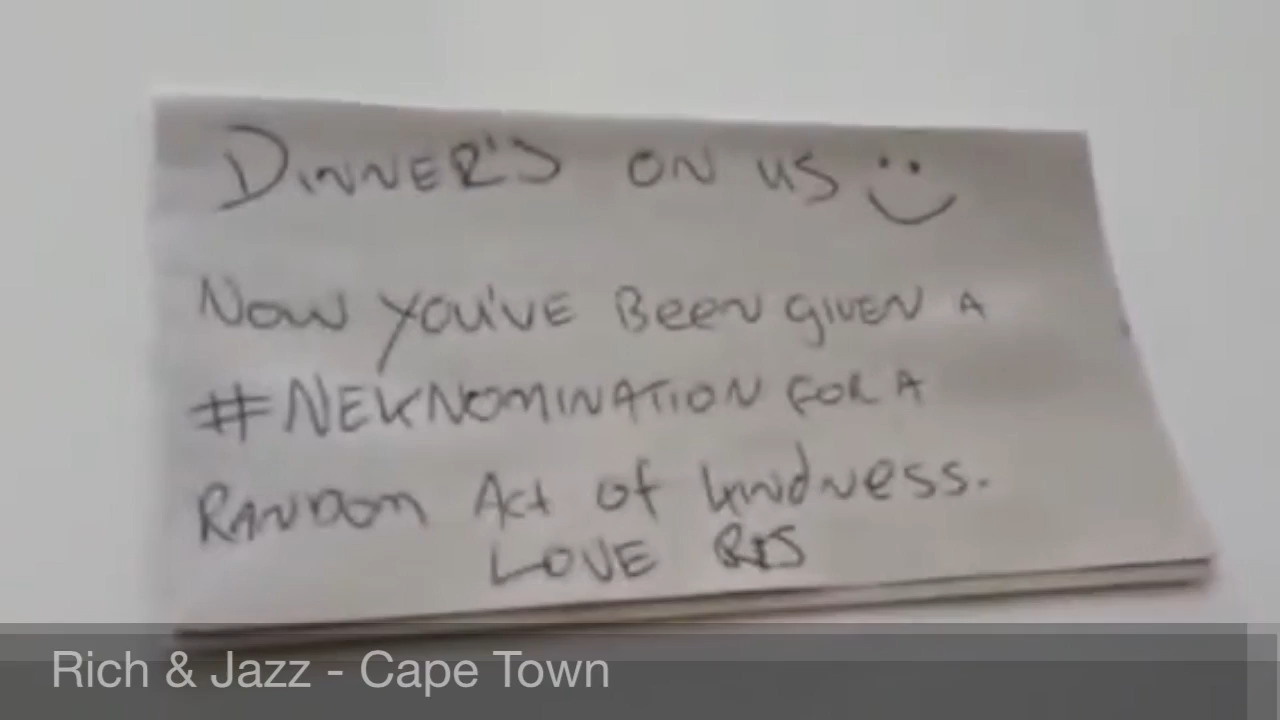 DINNER'S ON US
NOW YOU'VE BEEN GIVEN A
#NEKNOMINATION FOR A
RANDOM Act of kindness.
LOVE
Rich & Jazz - Cape Town